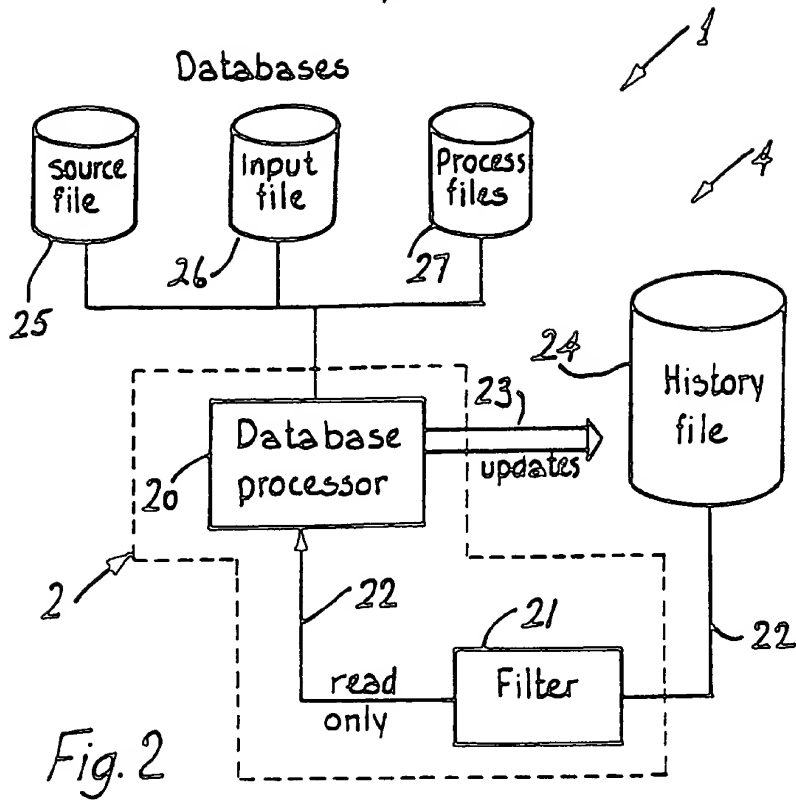 1
Databases
4
source
file
Input
file
Process
files
25
26
27
24
History
file
23
updates
Database
processor
20
2
22
21
Filter
22
read
only
Fig. 2